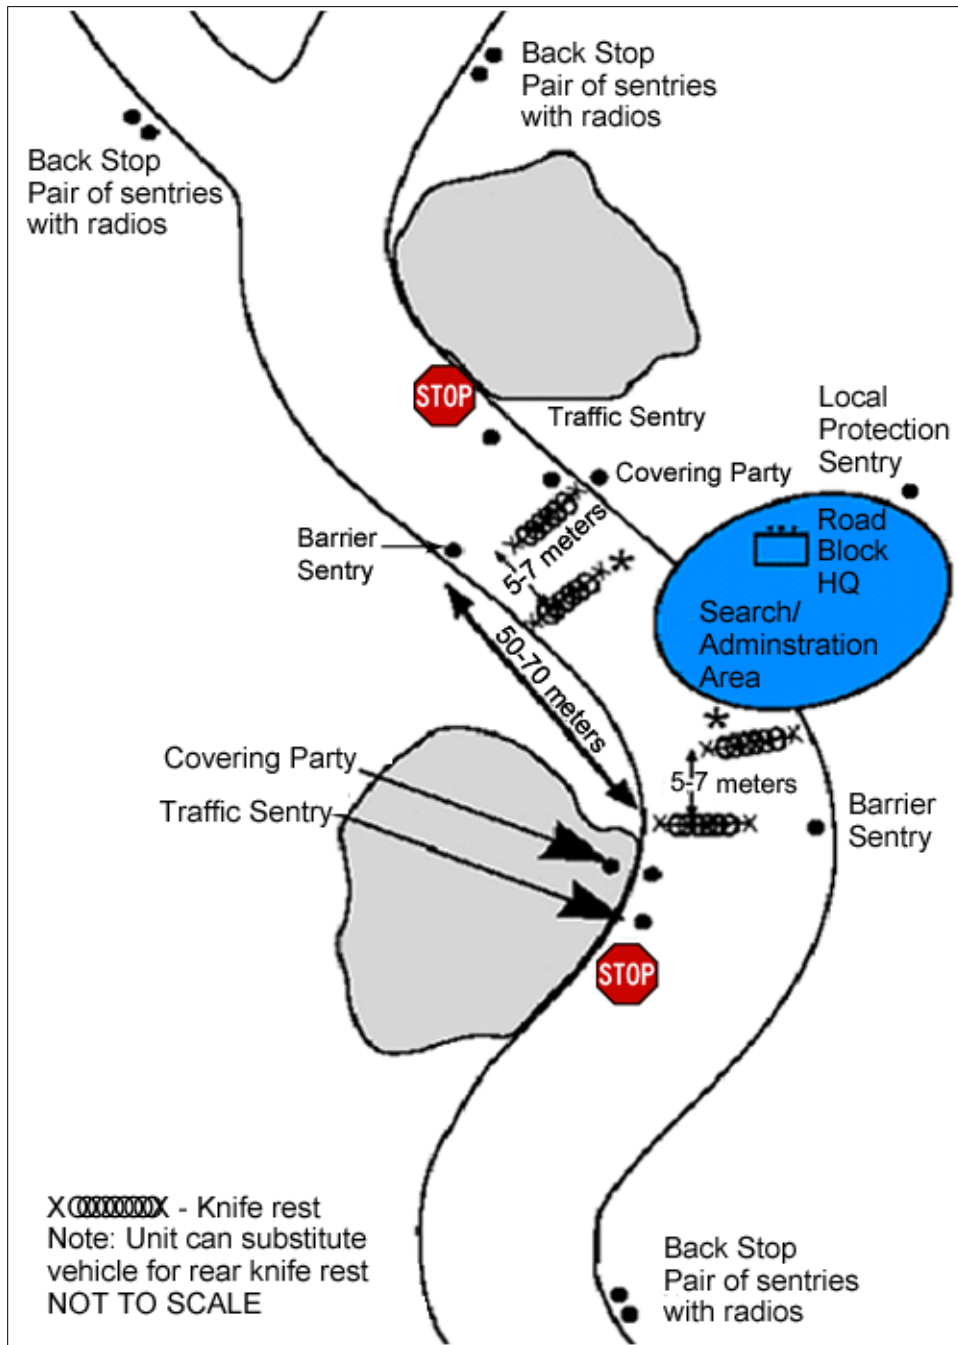 Back Stop
Pair of sentries
with radios
Back Stop
Pair of sentries
with radios
STOP
Traffic Sentry
Local
Protection
Sentry
Covering Party
Road
Block
HQ
Barrier
Sentry
5-7 meters
Search/
Adminstration
Area
50-70 meters
Covering Party
Traffic Sentry
5-7 meters
Barrier
Sentry
STOP
X - Knife rest
Note: Unit can substitute
vehicle for rear knife rest
NOT TO SCALE
Back Stop
Pair of sentries
with radios